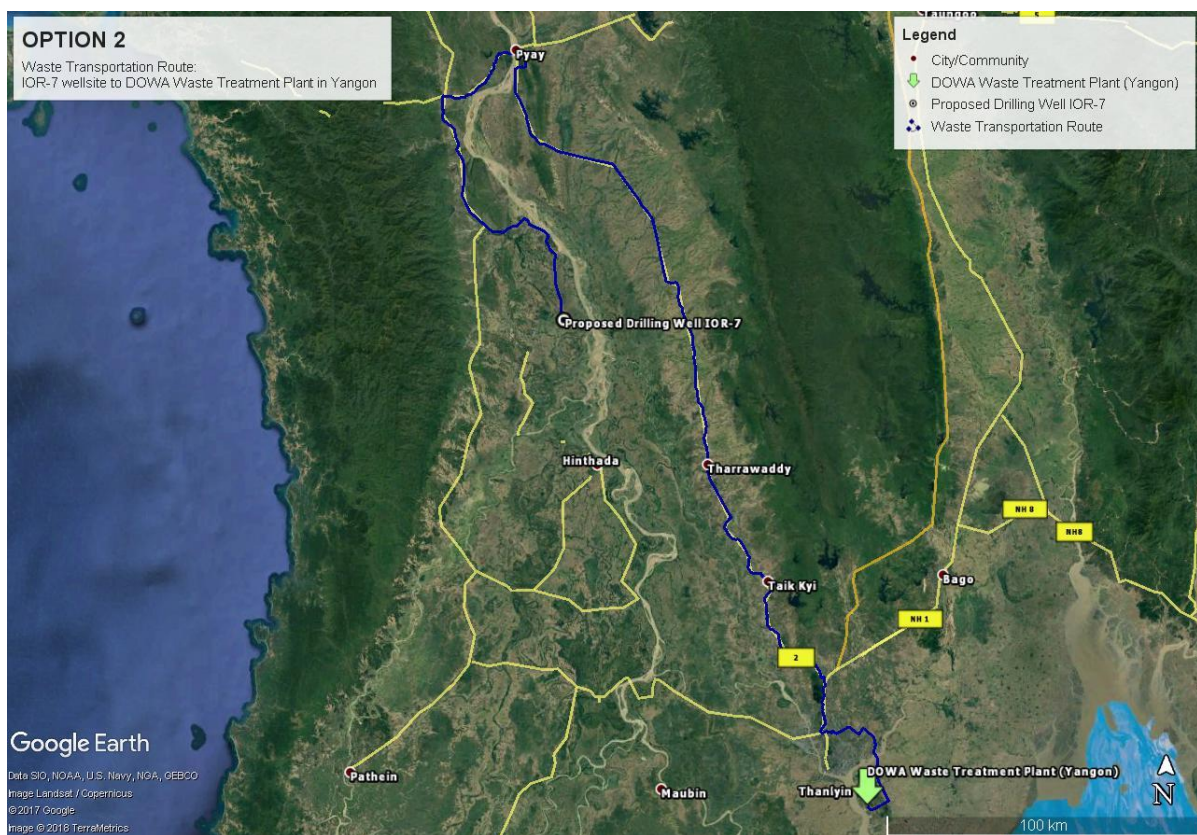 OPTION 2
Waste Transportation Route:
IOR-7 wellsite to DOWA Waste Treatment Plant in Yangon
Legend
City/Community
DOWA Waste Treatment Plant (Yangon)
Proposed Drilling Well IOR-7
Waste Transportation Route
Pyay
Proposed Drilling Well IOR-7
Hinthada
Tharrawaddy
NH 8
NH8
Taik Kyi
Bago
NH 1
2
DOWA Waste Treatment Plant (Yangon)
Thanlyin
Pathein
Maubin
N
100 km
Google Earth
Data SIO, NOAA, U.S. Navy, NGA, GEBCO
Image Landsat / Copernicus
© 2017 Google
Image © 2018 TerraMetrics